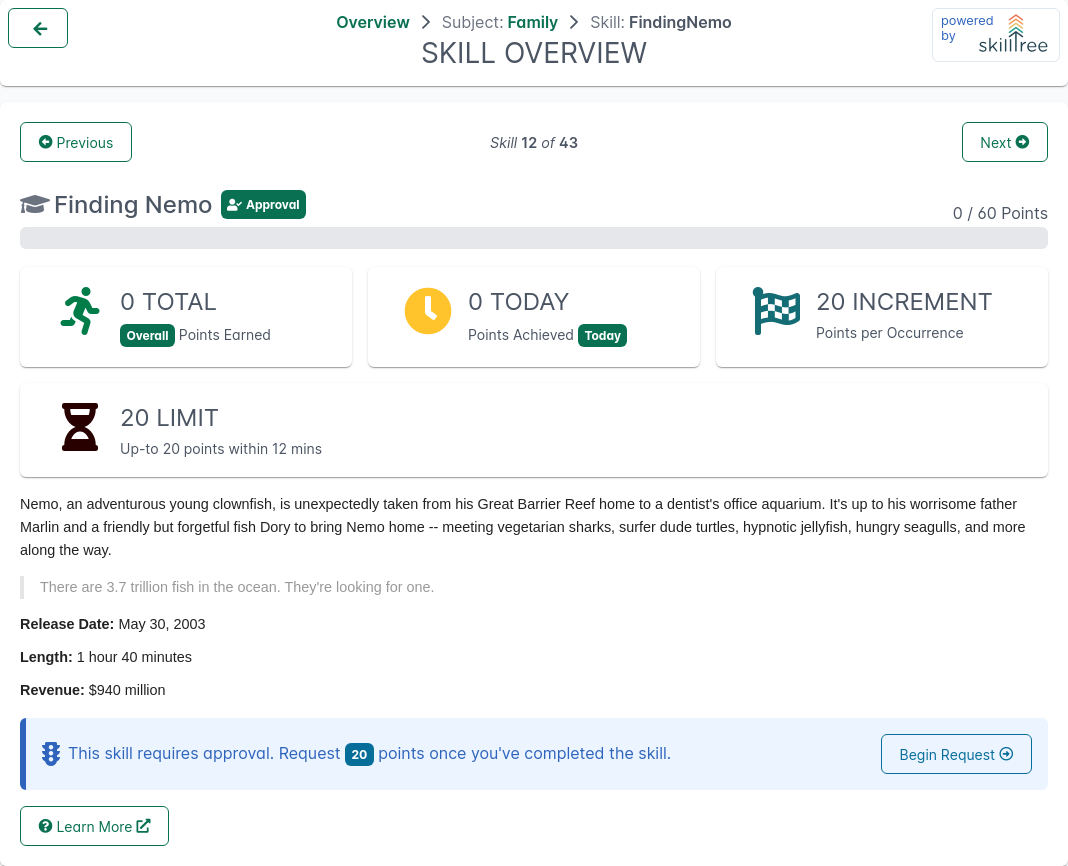 Overview > Subject: Family > Skill: FindingNemo
SKILL OVERVIEW
powered
by
skilltree
Previous
Skill 12 of 43
Next
Finding Nemo Approval
0 / 60 Points
0 TOTAL
Overall Points Earned
0 TODAY
Points Achieved Today
20 INCREMENT
Points per Occurrence
20 LIMIT
Up-to 20 points within 12 mins
Nemo, an adventurous young clownfish, is unexpectedly taken from his Great Barrier Reef home to a dentist's office aquarium. It's up to his worrisome father
Marlin and a friendly but forgetful fish Dory to bring Nemo home -- meeting vegetarian sharks, surfer dude turtles, hypnotic jellyfish, hungry seagulls, and more
along the way.
There are 3.7 trillion fish in the ocean. They're looking for one.
Release Date: May 30, 2003
Length: 1 hour 40 minutes
Revenue: $940 million
This skill requires approval. Request 20 points once you've completed the skill.
Begin Request
Learn More